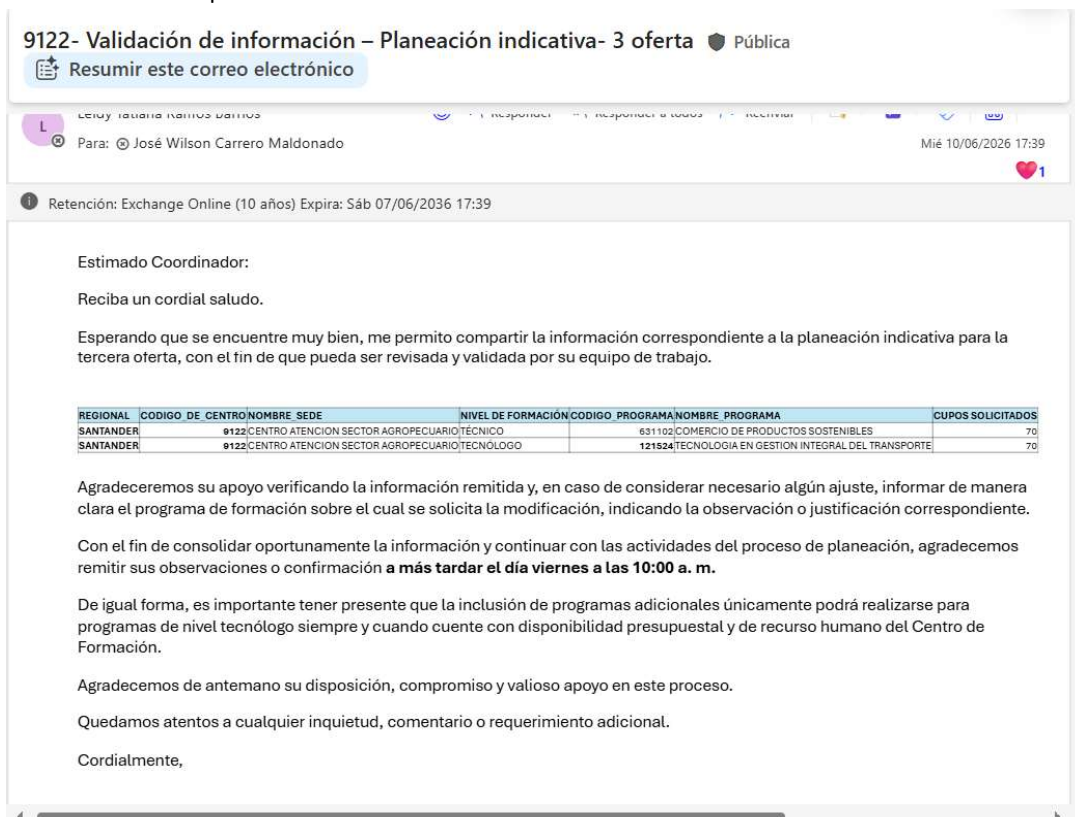 9122- Validación de información – Planeación indicativa- 3 oferta Pública
Resumir este correo electrónico
L
Leidy Tatiana Ramos Barrios Responder Responder a todos Reenviar
Para: José Wilson Carrero Maldonado Mié 10/06/2026 17:39
1
Retención: Exchange Online (10 años) Expira: Sáb 07/06/2036 17:39
Estimado Coordinador:
Reciba un cordial saludo.
Esperando que se encuentre muy bien, me permito compartir la información correspondiente a la planeación indicativa para la
tercera oferta, con el fin de que pueda ser revisada y validada por su equipo de trabajo.
REGIONAL CODIGO_DE_CENTRO NOMBRE_SEDE NIVEL DE FORMACIÓN CODIGO_PROGRAMA NOMBRE_PROGRAMA CUPOS SOLICITADOS
SANTANDER 9122 CENTRO ATENCION SECTOR AGROPECUARIO TÉCNICO 631102 COMERCIO DE PRODUCTOS SOSTENIBLES 70
SANTANDER 9122 CENTRO ATENCION SECTOR AGROPECUARIO TECNÓLOGO 121524 TECNOLOGIA EN GESTION INTEGRAL DEL TRANSPORTE 70
Agradeceremos su apoyo verificando la información remitida y, en caso de considerar necesario algún ajuste, informar de manera
clara el programa de formación sobre el cual se solicita la modificación, indicando la observación o justificación correspondiente.
Con el fin de consolidar oportunamente la información y continuar con las actividades del proceso de planeación, agradecemos
remitir sus observaciones o confirmación a más tardar el día viernes a las 10:00 a. m.
De igual forma, es importante tener presente que la inclusión de programas adicionales únicamente podrá realizarse para
programas de nivel tecnólogo siempre y cuando cuente con disponibilidad presupuestal y de recurso humano del Centro de
Formación.
Agradecemos de antemano su disposición, compromiso y valioso apoyo en este proceso.
Quedamos atentos a cualquier inquietud, comentario o requerimiento adicional.
Cordialmente,